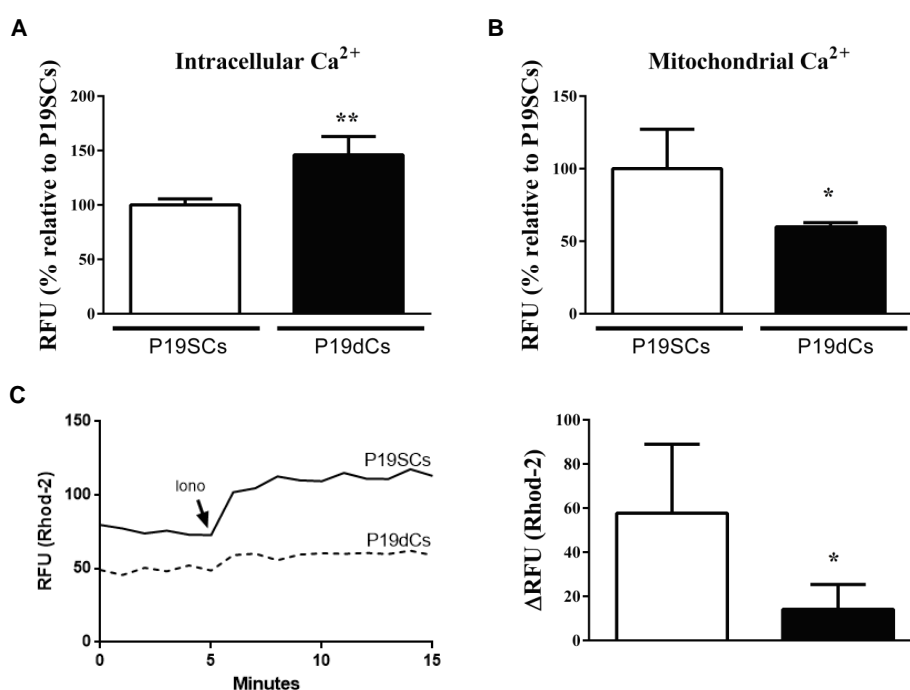 A
Intracellular Ca²⁺
RFU (% relative to P19SCs)
200
150
100
50
0
**
P19SCs
P19dCs
B
Mitochondrial Ca²⁺
RFU (% relative to P19SCs)
150
100
50
0
*
P19SCs
P19dCs
C
RFU (Rhod-2)
150
100
50
0
Iono
P19SCs
P19dCs
0
5
10
15
Minutes
ΔRFU (Rhod-2)
100
80
60
40
20
0
*